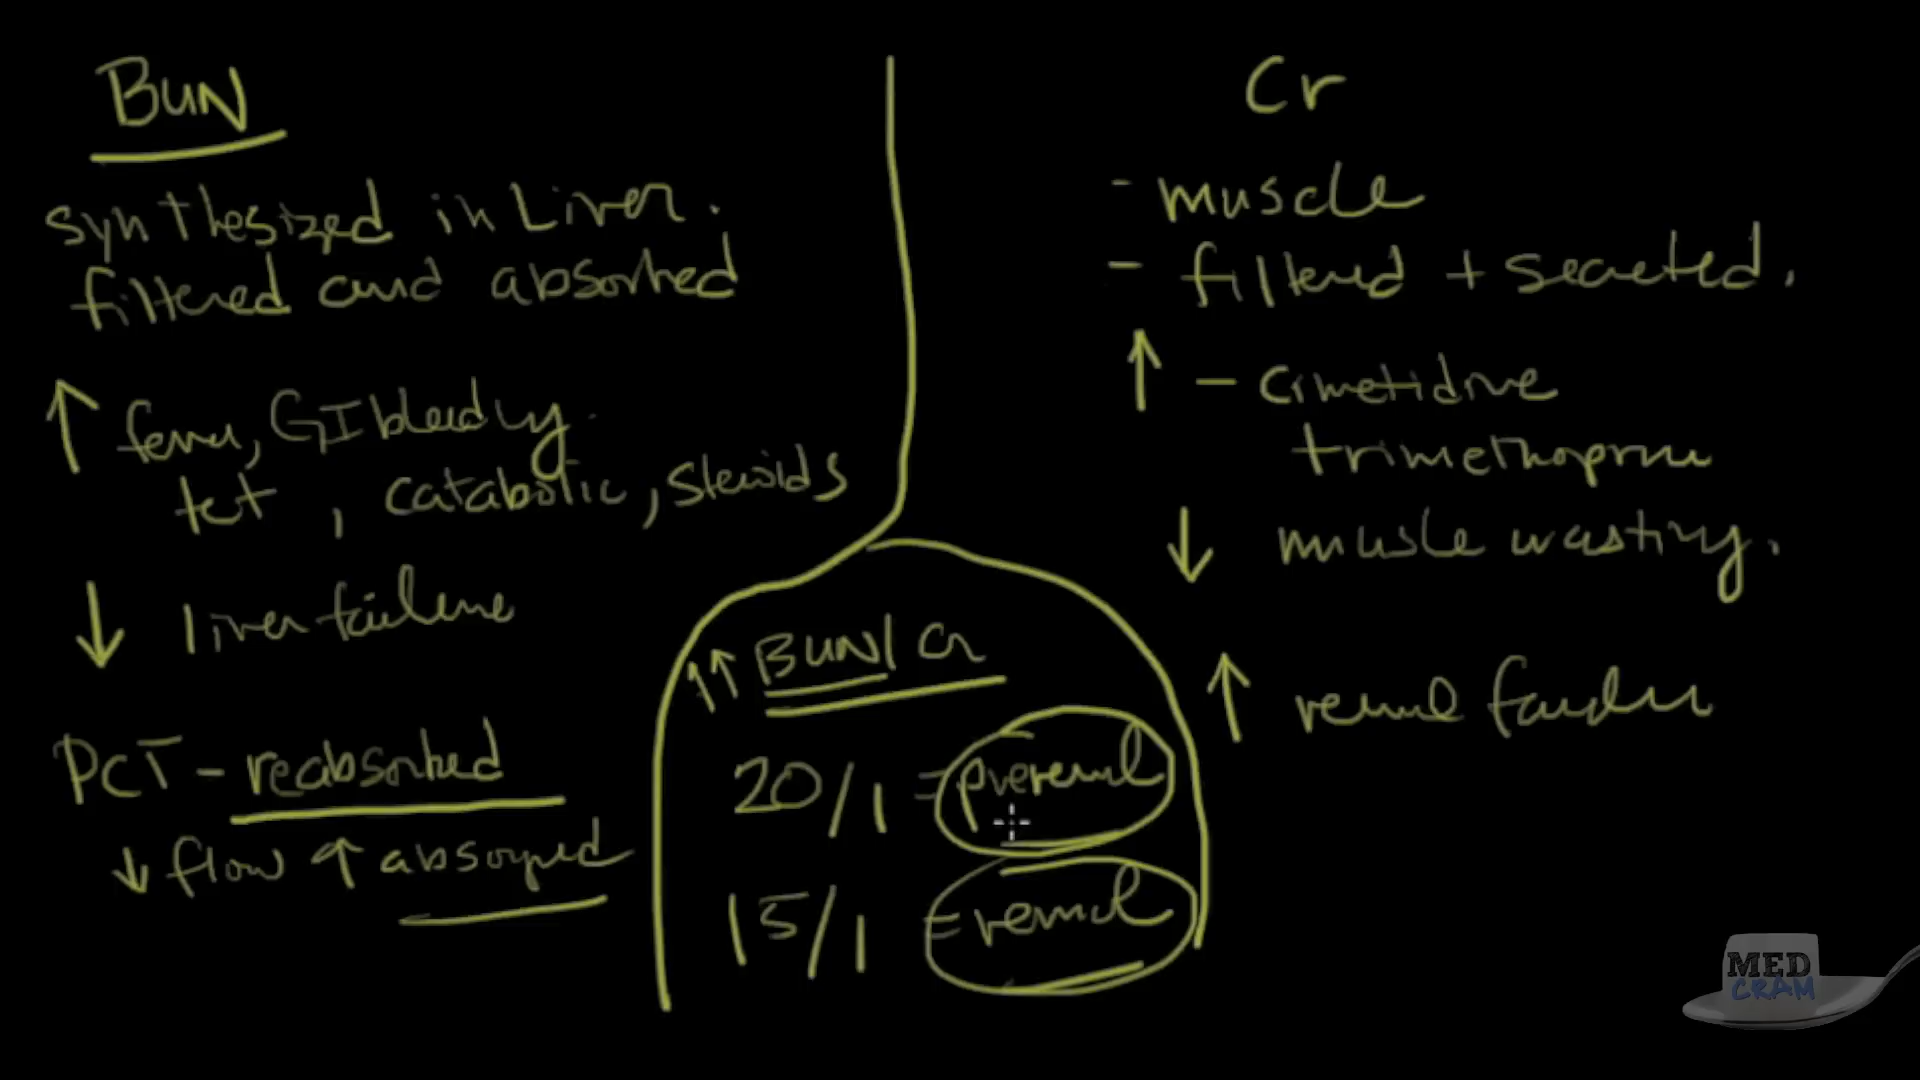 BUN
synthesized in Liver.
filtered and absorbed
↑ fever, GI bleeding.
tet, catabolic, steroids
↓ liver failure
PCT - reabsorbed
↓ flow ↑ absorbed
Cr
- muscle
- filtered + secreted.
↑ - cimetidine
trimethoprim
↓ muscle wasting.
↑ renal failure
↑↑ BUN/Cr
20/1 = prerenal
15/1 = renal
MED
CRAM